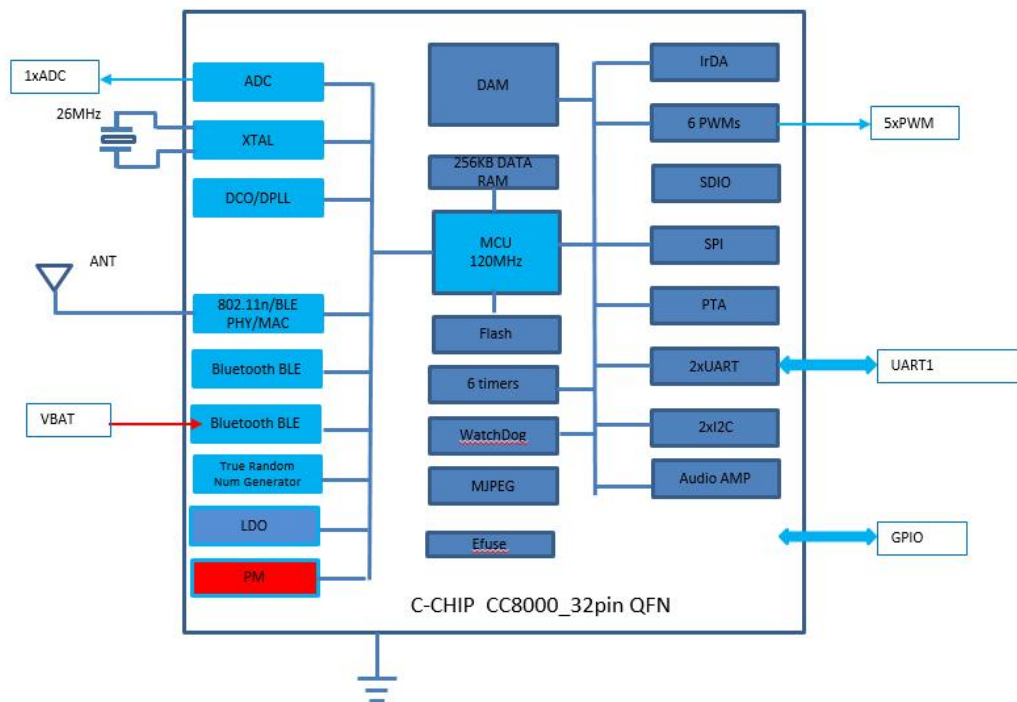 1xADC
26MHz
ANT
VBAT
ADC
XTAL
DCO/DPLL
802.11n/BLE
PHY/MAC
Bluetooth BLE
Bluetooth BLE
True Random
Num Generator
LDO
PM
DAM
256KB DATA
RAM
MCU
120MHz
Flash
6 timers
WatchDog
MJPEG
Efuse
IrDA
6 PWMs
SDIO
SPI
PTA
2xUART
2xI2C
Audio AMP
5xPWM
UART1
GPIO
C-CHIP CC8000_32pin QFN